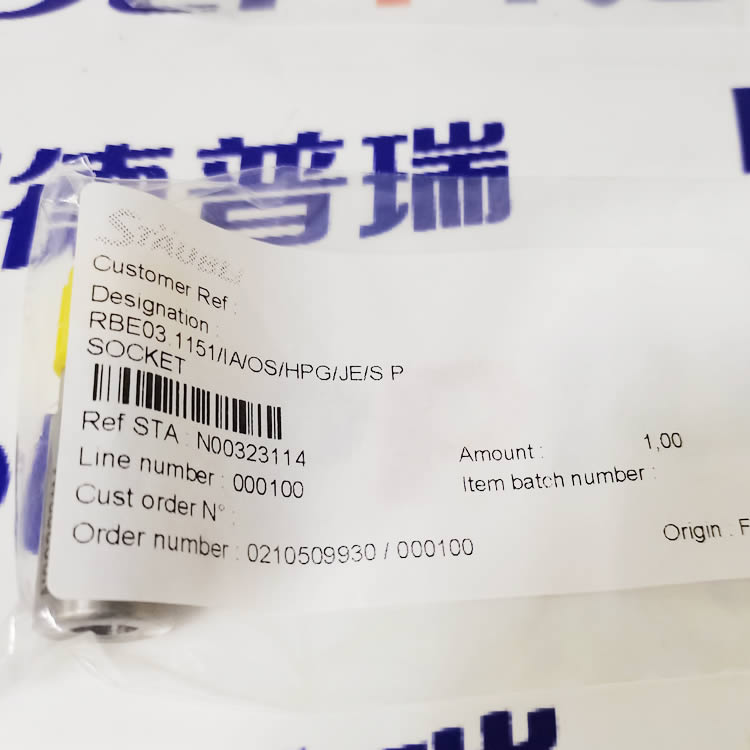 德普瑞
STÄUBLI
Customer Ref :
Designation :
RBE03.1151/IA/OS/HPG/JE/S P
SOCKET
Ref STA : N00323114
Line number : 000100
Cust order N° :
Order number : 0210509930 / 000100
Amount : 1,00
Item batch number :
Origin : F